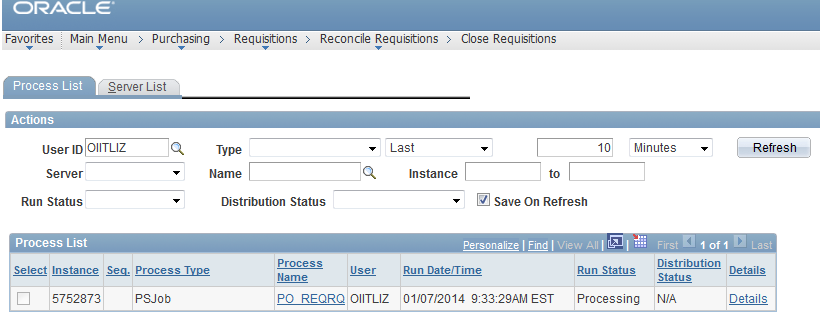 ORACLE
Favorites Main Menu > Purchasing > Requisitions > Reconcile Requisitions > Close Requisitions
Process List Server List
Actions
User ID OIITLIZ Type Last 10 Minutes Refresh
Server Name Instance to
Run Status Distribution Status Save On Refresh
Process List Personalize | Find | View All | | First 1 of 1 Last
Select Instance Seq. Process Type Process Name User Run Date/Time Run Status Distribution Status Details
5752873 PSJob PO_REQRQ OIITLIZ 01/07/2014 9:33:29AM EST Processing N/A Details